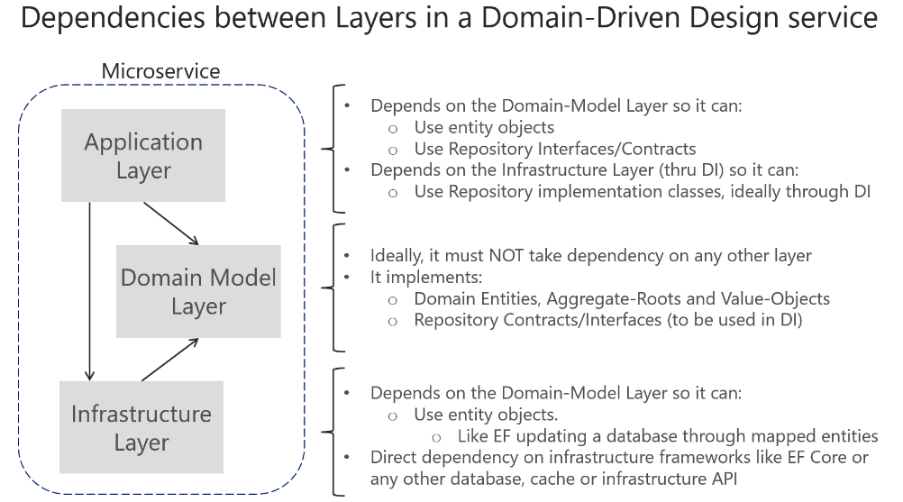 Dependencies between Layers in a Domain-Driven Design service
Microservice
Application
Layer
Domain Model
Layer
Infrastructure
Layer
• Depends on the Domain-Model Layer so it can:
o Use entity objects
o Use Repository Interfaces/Contracts
• Depends on the Infrastructure Layer (thru DI) so it can:
o Use Repository implementation classes, ideally through DI
• Ideally, it must NOT take dependency on any other layer
• It implements:
o Domain Entities, Aggregate-Roots and Value-Objects
o Repository Contracts/Interfaces (to be used in DI)
• Depends on the Domain-Model Layer so it can:
o Use entity objects.
o Like EF updating a database through mapped entities
• Direct dependency on infrastructure frameworks like EF Core or
any other database, cache or infrastructure API